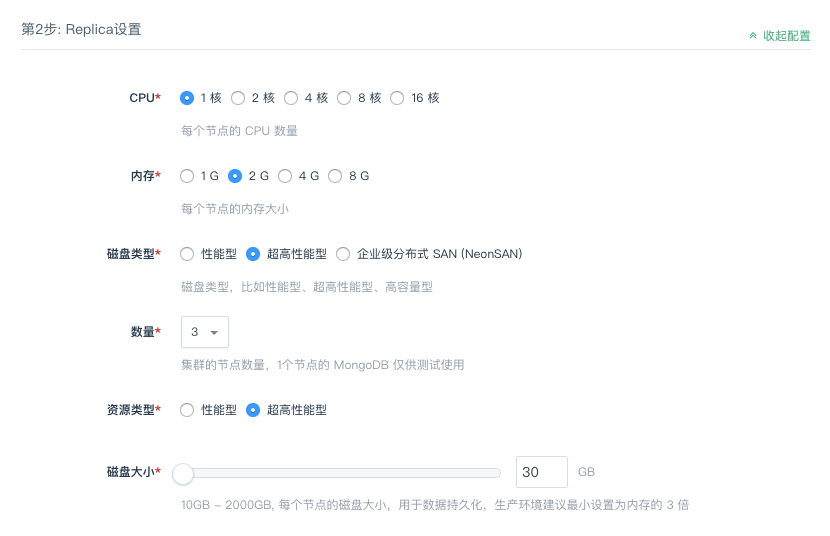 第2步: Replica设置
收起配置
CPU* 1 核 2 核 4 核 8 核 16 核
每个节点的 CPU 数量
内存* 1 G 2 G 4 G 8 G
每个节点的内存大小
磁盘类型* 性能型 超高性能型 企业级分布式 SAN (NeonSAN)
磁盘类型，比如性能型、超高性能型、高容量型
数量* 3
集群的节点数量，1个节点的 MongoDB 仅供测试使用
资源类型* 性能型 超高性能型
磁盘大小* 30 GB
10GB - 2000GB, 每个节点的磁盘大小，用于数据持久化，生产环境建议最小设置为内存的 3 倍